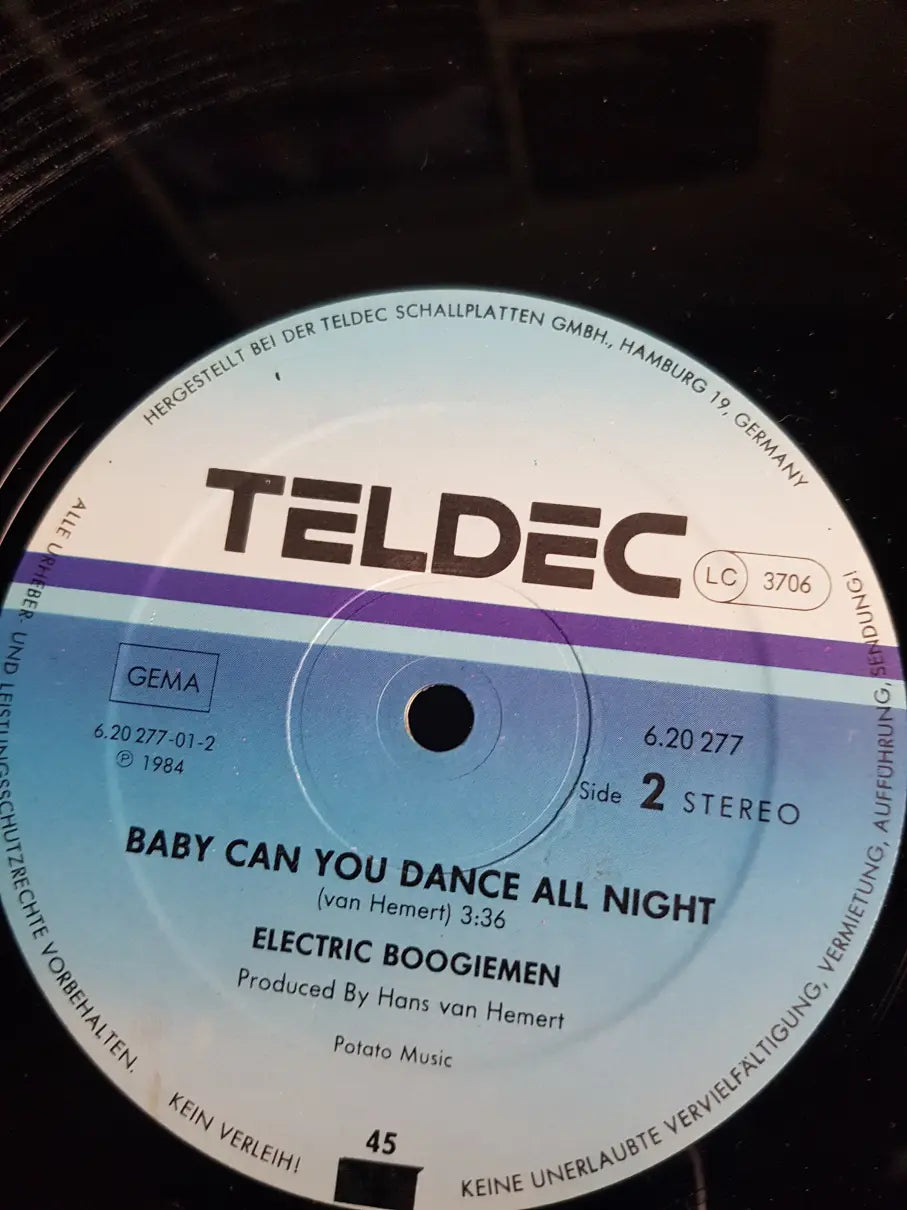 HERGESTELLT BEI DER TELDEC SCHALLPLATTEN GMBH., HAMBURG 19, GERMANY
TELDEC
LC 3706
GEMA
6.20 277-01-2
Ⓟ 1984
6.20 277
Side 2 STEREO
BABY CAN YOU DANCE ALL NIGHT
(van Hemert) 3:36
ELECTRIC BOOGIEMEN
Produced By Hans van Hemert
Potato Music
45
ALLE URHEBER- UND LEISTUNGSSCHUTZRECHTE VORBEHALTEN.
KEIN VERLEIH!
KEINE UNERLAUBTE VERVIELFÄLTIGUNG, VERMIETUNG, AUFFÜHRUNG, SENDUNG!